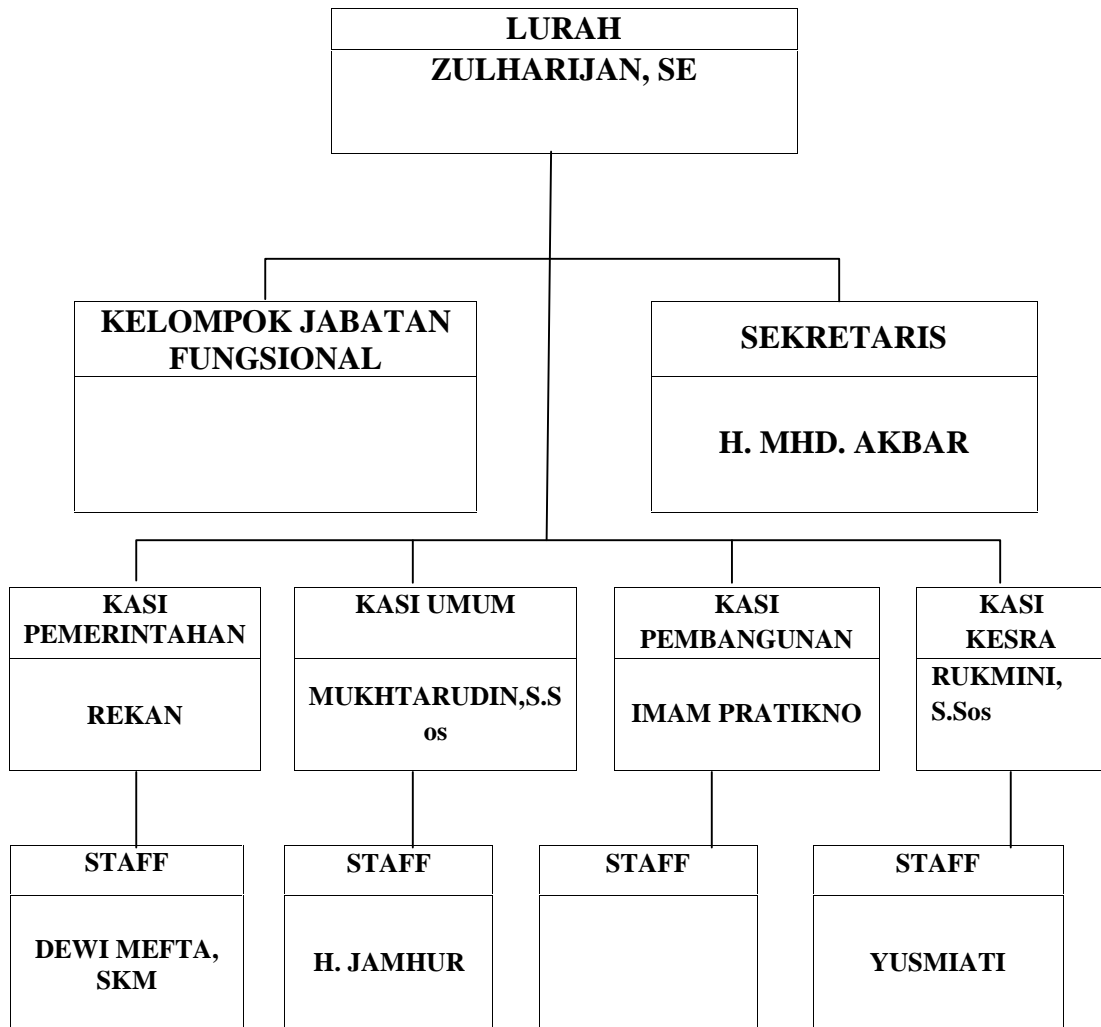 LURAH
ZULHARIJAN, SE
KELOMPOK JABATAN
FUNGSIONAL
SEKRETARIS
H. MHD. AKBAR
KASI
PEMERINTAHAN
REKAN
KASI UMUM
MUKHTARUDIN,S.S
os
KASI
PEMBANGUNAN
IMAM PRATIKNO
KASI
KESRA
RUKMINI,
S.Sos
STAFF
DEWI MEFTA,
SKM
STAFF
H. JAMHUR
STAFF
STAFF
YUSMIATI